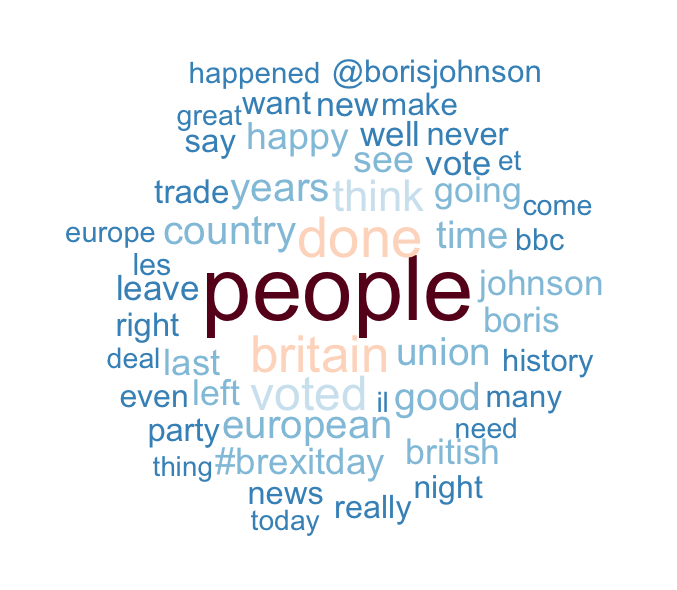 happened @borisjohnson
great want new make
say happy well never
see vote et
trade years think going come
europe country done time bbc
les
leave people johnson
right boris
deal last britain union history
even left voted il good many
party european need
thing #brexitday british
news really night
today